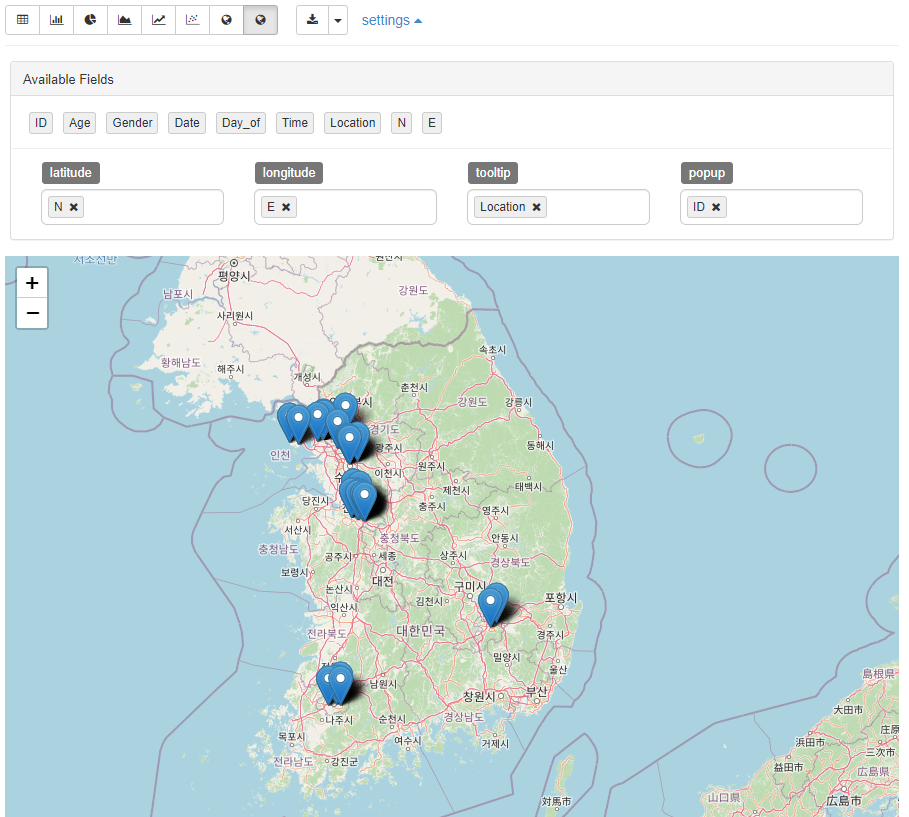 settings
Available Fields
ID Age Gender Date Day_of Time Location N E
latitude longitude tooltip popup
N ✖ E ✖ Location ✖ ID ✖
+
−
평양시
강원도
남포시
사리원시
속초시
황해남도
해주시
개성시
춘천시
강원도
강릉시
경기도
광주시
동해시
인천
원주시
이천시
제천시
태백시
당진시
충주시
영주시
서산시
충청북도
안동시
충청남도
공주시
세종
상주시
경상북도
보령시
대전
구미시
논산시
김천시
포항시
익산시
전라북도
대한민국
경주시
밀양시
울산
남원시
창원시
부산
島根県
나주시
순천시
경상남도
大田市
목포시
여수시
거제시
浜田市
三次市
전라남도
강진군
益田市
広島県
対馬市
山口県
広島市